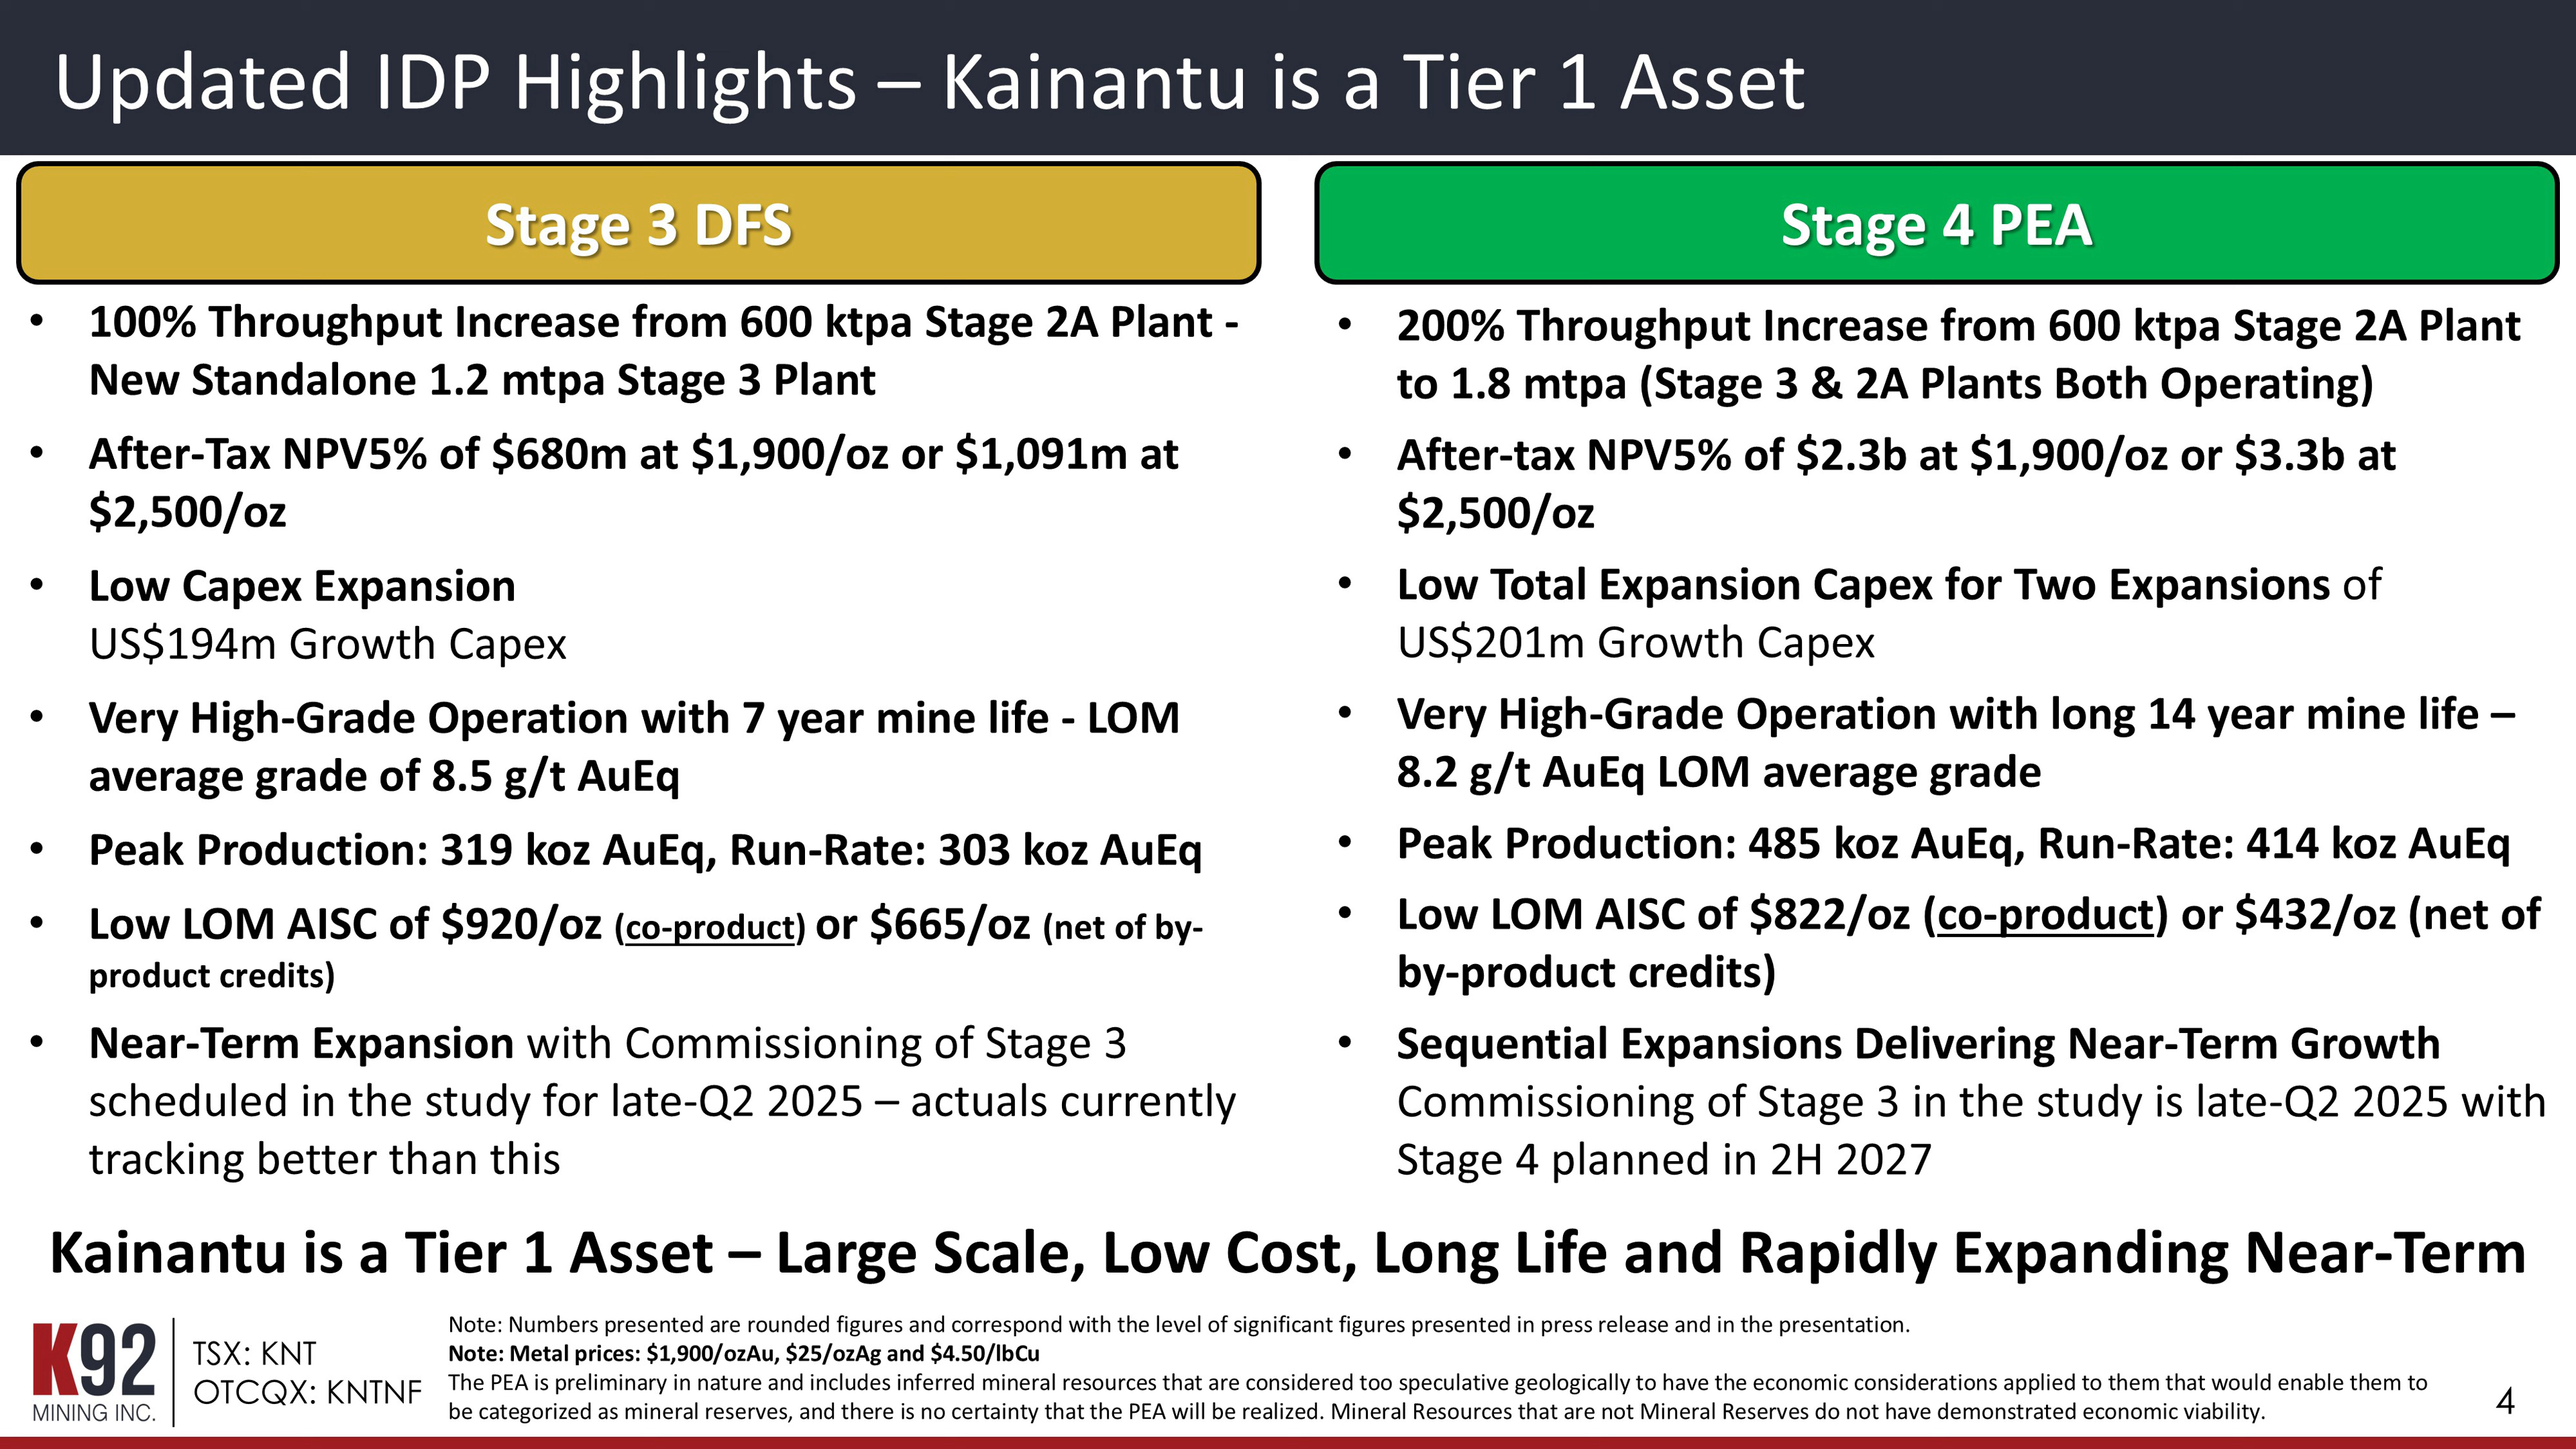 Updated IDP Highlights – Kainantu is a Tier 1 Asset
Stage 3 DFS
• 100% Throughput Increase from 600 ktpa Stage 2A Plant -
New Standalone 1.2 mtpa Stage 3 Plant
• After-Tax NPV5% of $680m at $1,900/oz or $1,091m at
$2,500/oz
• Low Capex Expansion
US$194m Growth Capex
• Very High-Grade Operation with 7 year mine life - LOM
average grade of 8.5 g/t AuEq
• Peak Production: 319 koz AuEq, Run-Rate: 303 koz AuEq
• Low LOM AISC of $920/oz (co-product) or $665/oz (net of by-
product credits)
• Near-Term Expansion with Commissioning of Stage 3
scheduled in the study for late-Q2 2025 – actuals currently
tracking better than this
Stage 4 PEA
• 200% Throughput Increase from 600 ktpa Stage 2A Plant
to 1.8 mtpa (Stage 3 & 2A Plants Both Operating)
• After-tax NPV5% of $2.3b at $1,900/oz or $3.3b at
$2,500/oz
• Low Total Expansion Capex for Two Expansions of
US$201m Growth Capex
• Very High-Grade Operation with long 14 year mine life –
8.2 g/t AuEq LOM average grade
• Peak Production: 485 koz AuEq, Run-Rate: 414 koz AuEq
• Low LOM AISC of $822/oz (co-product) or $432/oz (net of
by-product credits)
• Sequential Expansions Delivering Near-Term Growth
Commissioning of Stage 3 in the study is late-Q2 2025 with
Stage 4 planned in 2H 2027
Kainantu is a Tier 1 Asset – Large Scale, Low Cost, Long Life and Rapidly Expanding Near-Term
K92
MINING INC.
TSX: KNT
OTCQX: KNTNF
Note: Numbers presented are rounded figures and correspond with the level of significant figures presented in press release and in the presentation.
Note: Metal prices: $1,900/ozAu, $25/ozAg and $4.50/lbCu
The PEA is preliminary in nature and includes inferred mineral resources that are considered too speculative geologically to have the economic considerations applied to them that would enable them to
be categorized as mineral reserves, and there is no certainty that the PEA will be realized. Mineral Resources that are not Mineral Reserves do not have demonstrated economic viability.
4